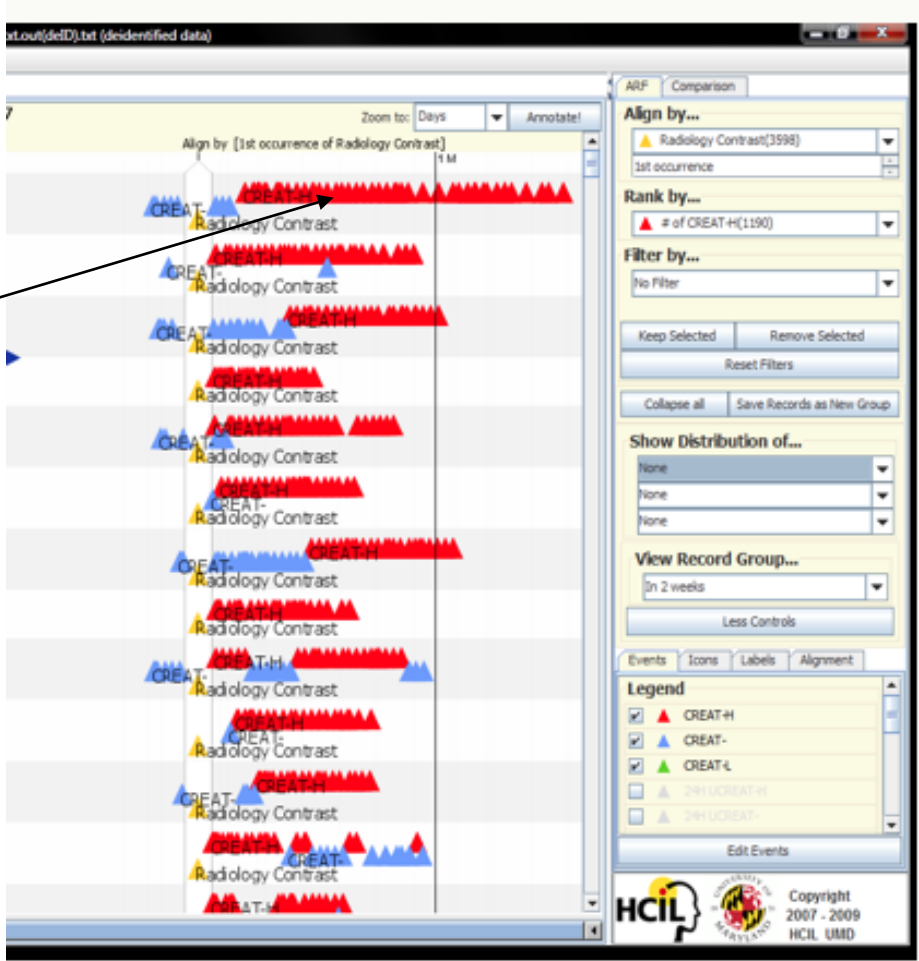 xt.out(deID).txt (deidentified data)
ARF Comparison
Zoom to: Days Annotate!
Align by [1st occurrence of Radiology Contrast]
1 M
CREAT-H
CREAT-
Radiology Contrast
CREAT-H
CREAT-
Radiology Contrast
CREAT-H
CREAT-
Radiology Contrast
CREAT-H
Radiology Contrast
CREAT-H
CREAT-
Radiology Contrast
CREAT-H
CREAT-
Radiology Contrast
CREAT-H
CREAT-
Radiology Contrast
CREAT-H
Radiology Contrast
CREAT-H
CREAT-
Radiology Contrast
CREAT-H
CREAT-
Radiology Contrast
CREAT-H
CREAT-
Radiology Contrast
CREAT-H
CREAT-
Radiology Contrast
CREAT-H
Align by...
Radiology Contrast(3598)
1st occurrence
Rank by...
# of CREAT-H(1190)
Filter by...
No Filter
Keep Selected Remove Selected
Reset Filters
Collapse all Save Records as New Group
Show Distribution of...
None
None
None
View Record Group...
In 2 weeks
Less Controls
Events Icons Labels Alignment
Legend
CREAT-H
CREAT-
CREAT-L
24H UCREAT-H
24H UCREAT-
Edit Events
HCIL
UNIVERSITY OF
MARYLAND
Copyright
2007 - 2009
HCIL UMD